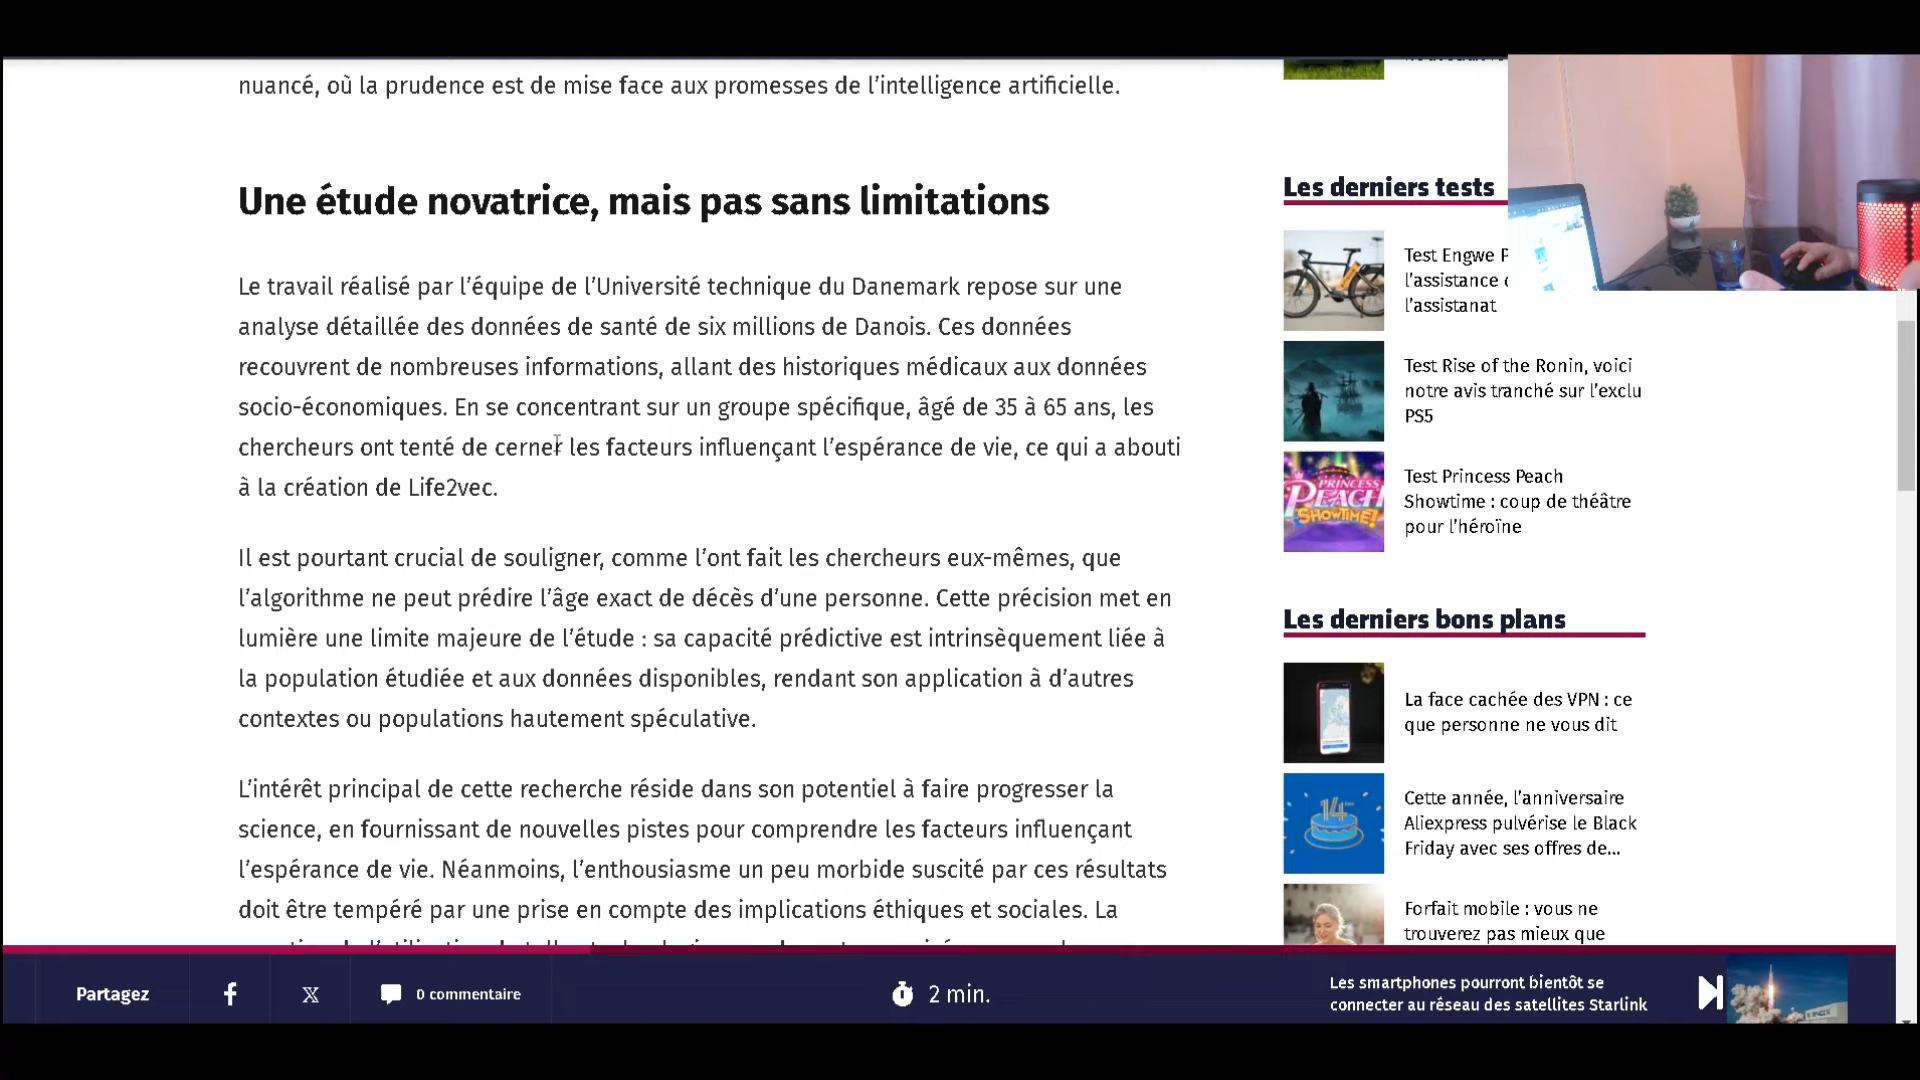 nuancé, où la prudence est de mise face aux promesses de l’intelligence artificielle.
Une étude novatrice, mais pas sans limitations
Le travail réalisé par l’équipe de l’Université technique du Danemark repose sur une
analyse détaillée des données de santé de six millions de Danois. Ces données
recouvrent de nombreuses informations, allant des historiques médicaux aux données
socio-économiques. En se concentrant sur un groupe spécifique, âgé de 35 à 65 ans, les
chercheurs ont tenté de cerner les facteurs influençant l’espérance de vie, ce qui a abouti
à la création de Life2vec.
Il est pourtant crucial de souligner, comme l’ont fait les chercheurs eux-mêmes, que
l’algorithme ne peut prédire l’âge exact de décès d’une personne. Cette précision met en
lumière une limite majeure de l’étude : sa capacité prédictive est intrinsèquement liée à
la population étudiée et aux données disponibles, rendant son application à d’autres
contextes ou populations hautement spéculative.
L’intérêt principal de cette recherche réside dans son potentiel à faire progresser la
science, en fournissant de nouvelles pistes pour comprendre les facteurs influençant
l’espérance de vie. Néanmoins, l’enthousiasme un peu morbide suscité par ces résultats
doit être tempéré par une prise en compte des implications éthiques et sociales. La
Les derniers tests
Test Engwe
l’assistance
l’assistanat
Test Rise of the Ronin, voici
notre avis tranché sur l’exclu
PS5
PRINCESS
PEACH
SHOWTIME!
Test Princess Peach
Showtime : coup de théâtre
pour l’héroïne
Les derniers bons plans
La face cachée des VPN : ce
que personne ne vous dit
14
Cette année, l’anniversaire
Aliexpress pulvérise le Black
Friday avec ses offres de...
Forfait mobile : vous ne
trouverez pas mieux que
Partagez
0 commentaire
2 min.
Les smartphones pourront bientôt se
connecter au réseau des satellites Starlink